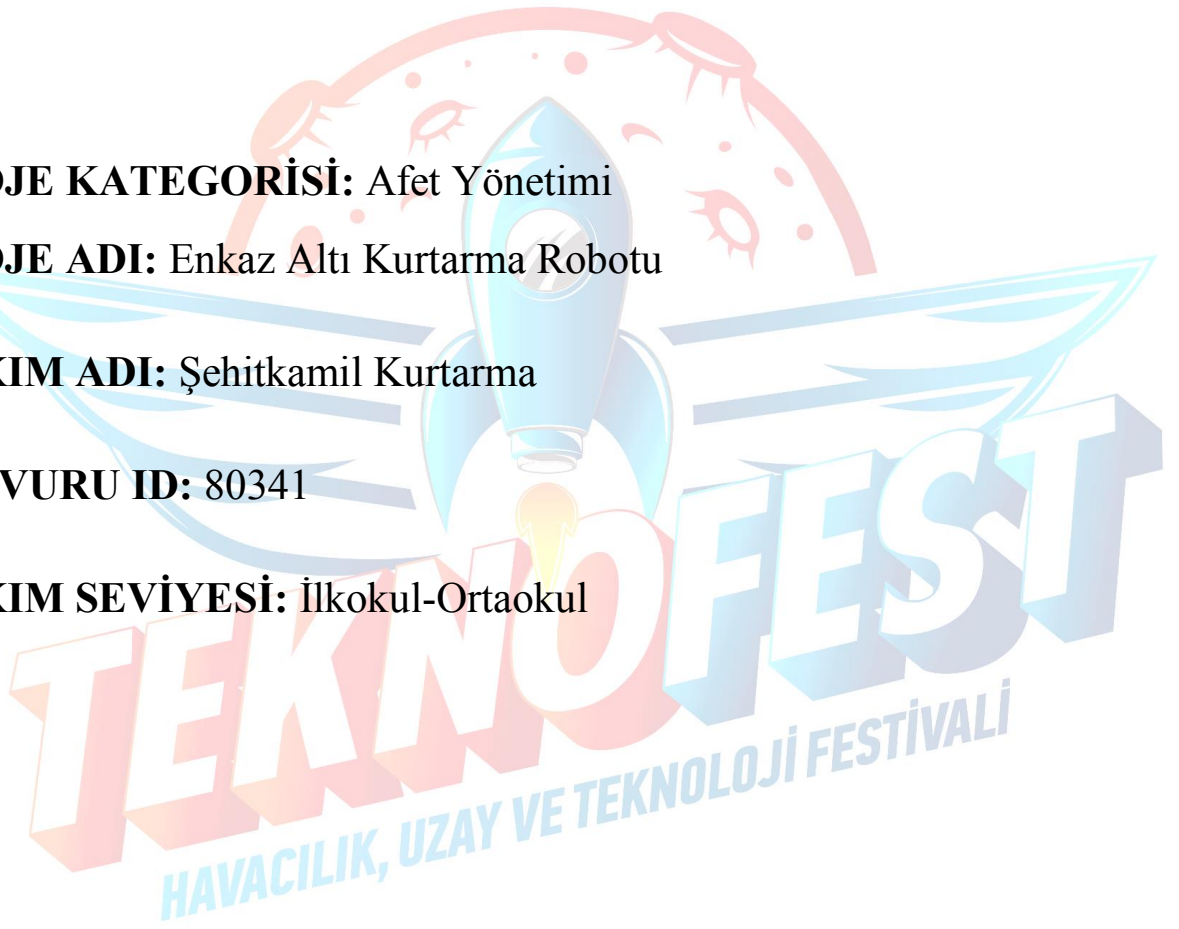 OJE KATEGORİSİ: Afet Yönetimi
OJE ADI: Enkaz Altı Kurtarma Robotu
KIM ADI: Şehitkamil Kurtarma
VURU ID: 80341
KIM SEVİYESİ: İlkokul-Ortaokul
TEKNOFEST
HAVACILIK, UZAY VE TEKNOLOJİ FESTİVALİ